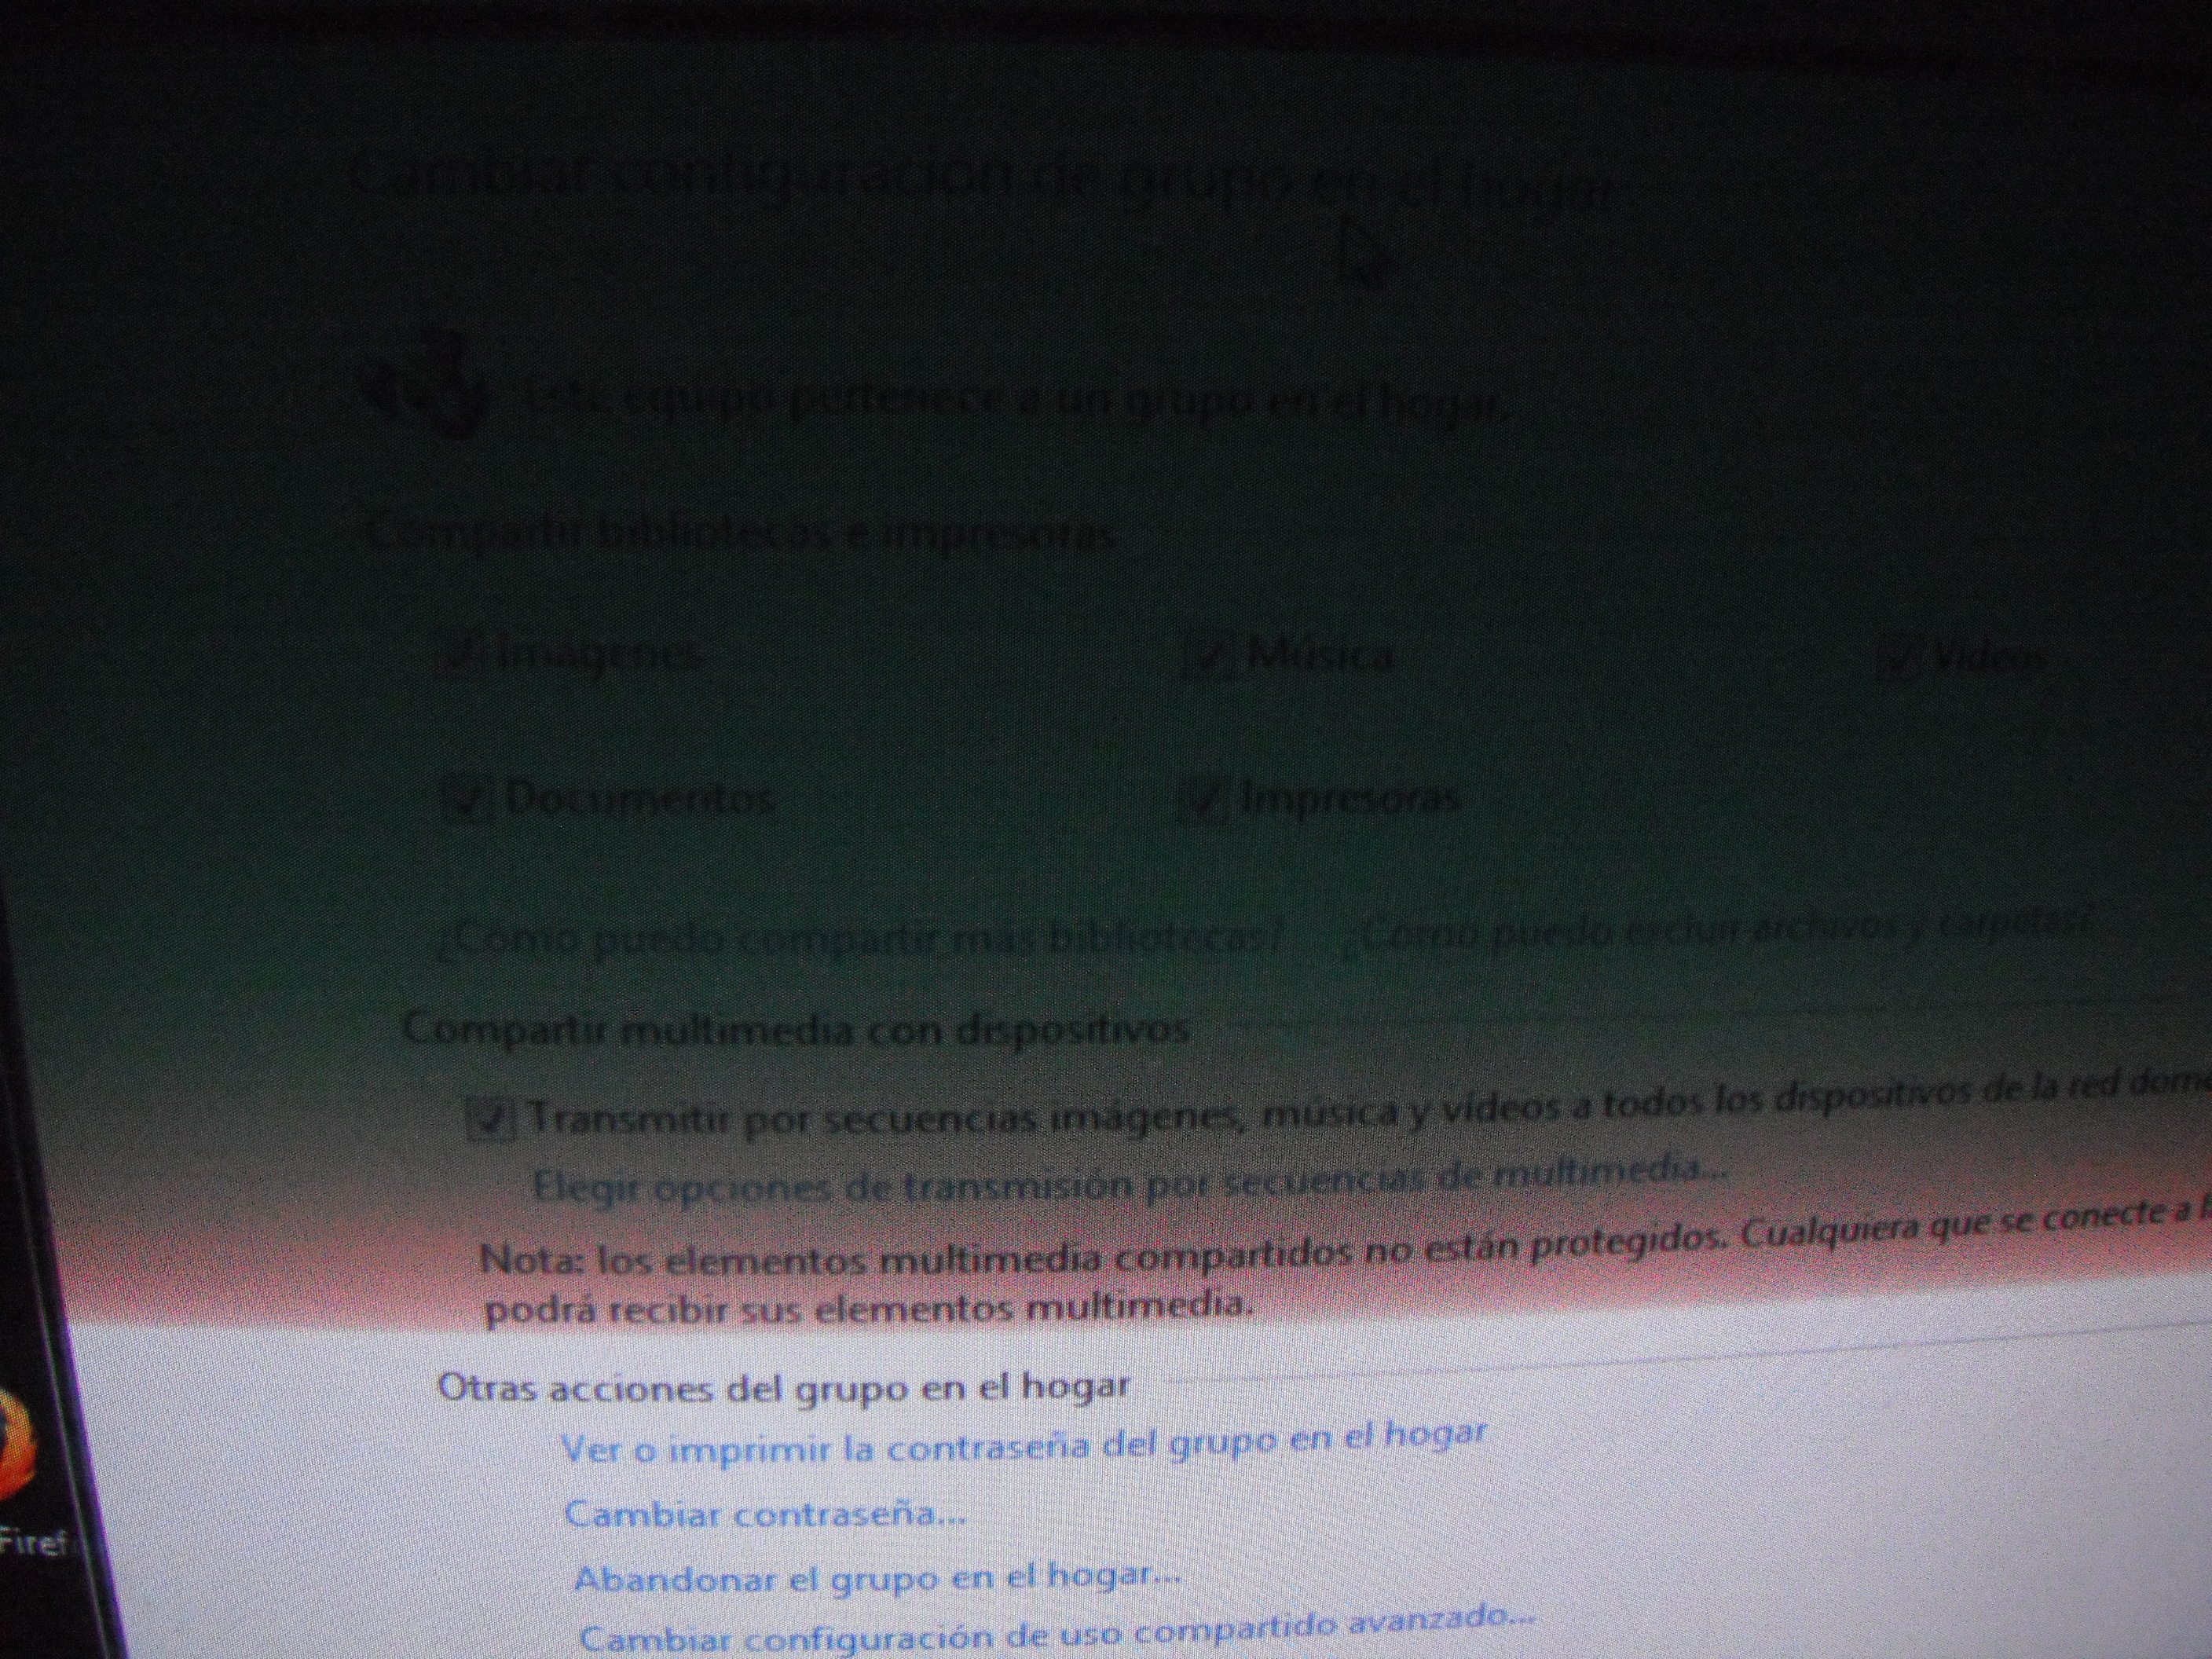 Cambiar configuración de grupo en el hogar
Este equipo pertenece a un grupo en el hogar.
Compartir bibliotecas e impresoras
Imágenes
Música
Videos
Documentos
Impresoras
¿Cómo puedo compartir más bibliotecas?
¿Cómo puedo excluir archivos y carpetas?
Compartir multimedia con dispositivos
Transmitir por secuencias imágenes, música y vídeos a todos los dispositivos de la red
Elegir opciones de transmisión por secuencias de multimedia...
Nota: los elementos multimedia compartidos no están protegidos. Cualquiera que se conecte a
podrá recibir sus elementos multimedia.
Otras acciones del grupo en el hogar
Ver o imprimir la contraseña del grupo en el hogar
Cambiar contraseña...
Abandonar el grupo en el hogar...
Cambiar configuración de uso compartido avanzado...
Firef